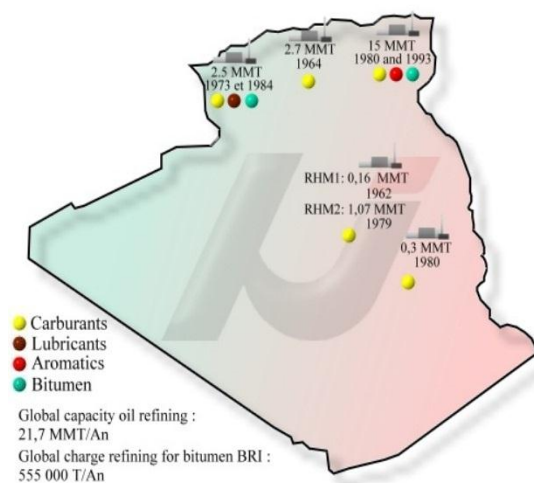 2.7 MMT
1964
15 MMT
1980 and 1993
2.5 MMT
1973 et 1984
RHM1: 0,16 MMT
1962
RHM2: 1,07 MMT
1979
0,3 MMT
1980
Carburants
Lubricants
Aromatics
Bitumen
Global capacity oil refining :
21,7 MMT/An
Global charge refining for bitumen BRI :
555 000 T/An